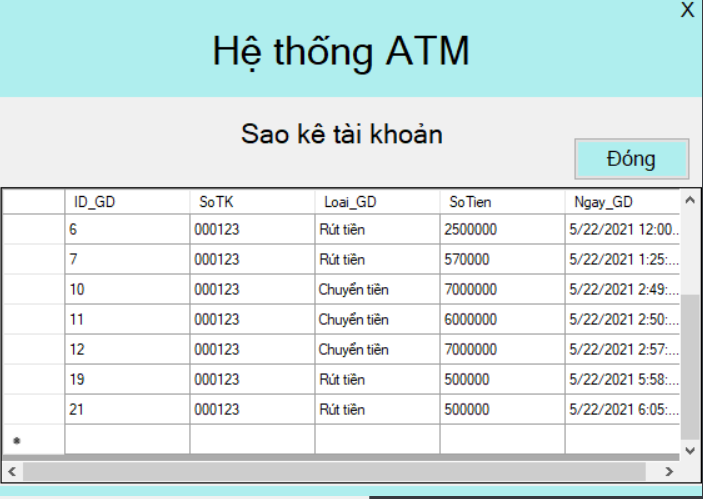 X
Hệ thống ATM
Sao kê tài khoản
Đóng
ID_GD SoTK Loai_GD SoTien Ngay_GD
6 000123 Rút tiền 2500000 5/22/2021 12:00...
7 000123 Rút tiền 570000 5/22/2021 1:25:...
10 000123 Chuyển tiền 7000000 5/22/2021 2:49:...
11 000123 Chuyển tiền 6000000 5/22/2021 2:50:...
12 000123 Chuyển tiền 7000000 5/22/2021 2:57:...
19 000123 Rút tiền 500000 5/22/2021 5:58:...
21 000123 Rút tiền 500000 5/22/2021 6:05:...